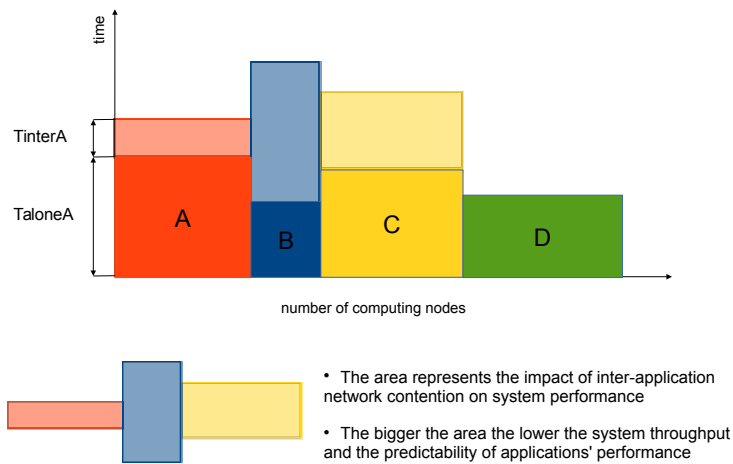 time
TinterA
TaloneA
A
B
C
D
number of computing nodes
• The area represents the impact of inter-application
network contention on system performance
• The bigger the area the lower the system throughput
and the predictability of applications' performance